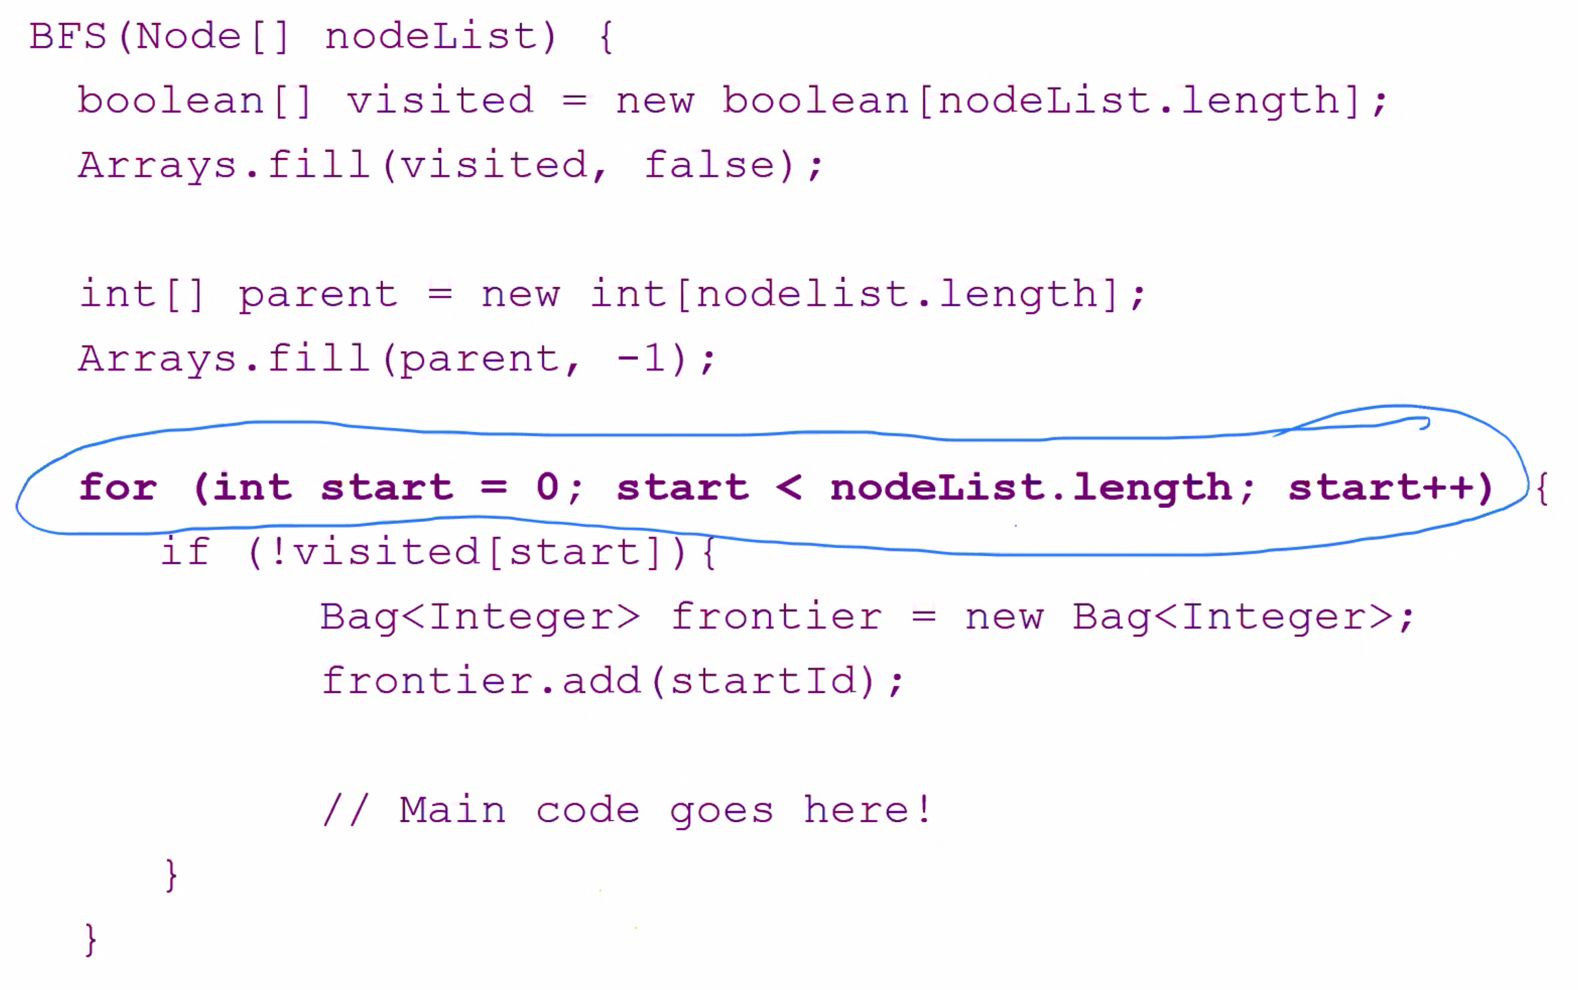 BFS(Node[] nodeList) {
boolean[] visited = new boolean[nodeList.length];
Arrays.fill(visited, false);
int[] parent = new int[nodelist.length];
Arrays.fill(parent, -1);
for (int start = 0; start < nodeList.length; start++) {
if (!visited[start]){
Bag<Integer> frontier = new Bag<Integer>;
frontier.add(startId);
// Main code goes here!
}
}